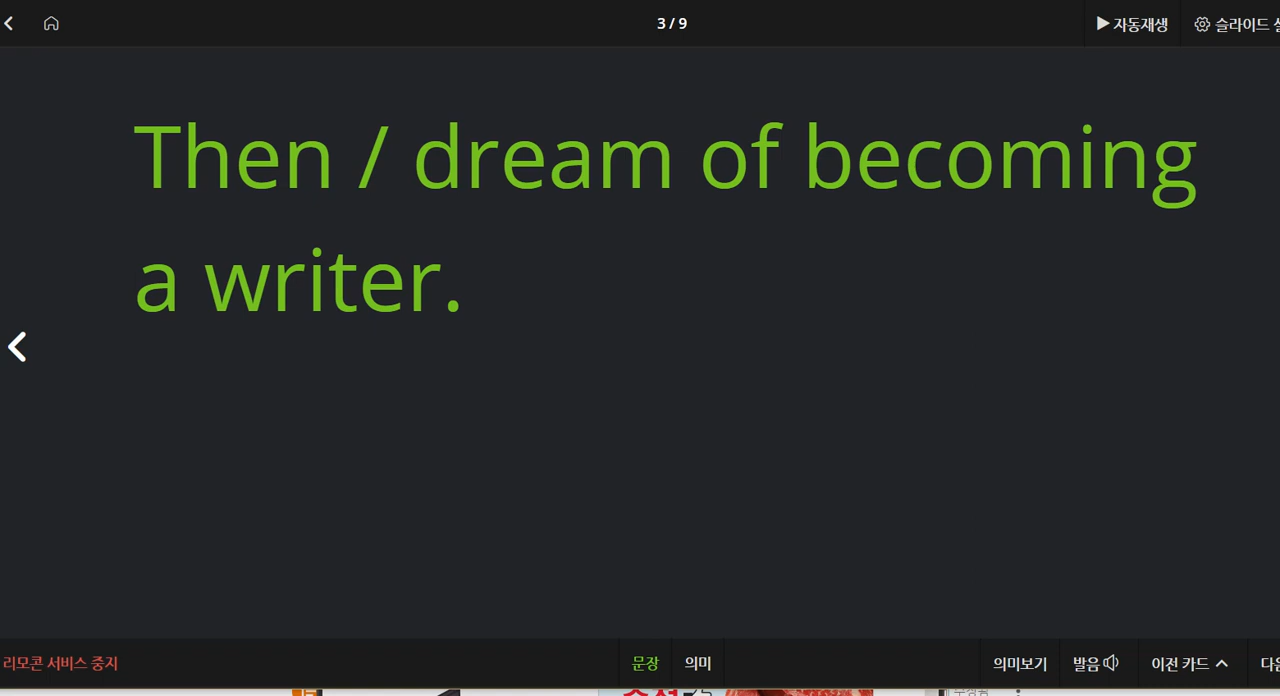 3 / 9
▶ 자동재생
슬라이드
Then / dream of becoming
a writer.
리모콘 서비스 중지
문장
의미
의미보기
발음
이전 카드